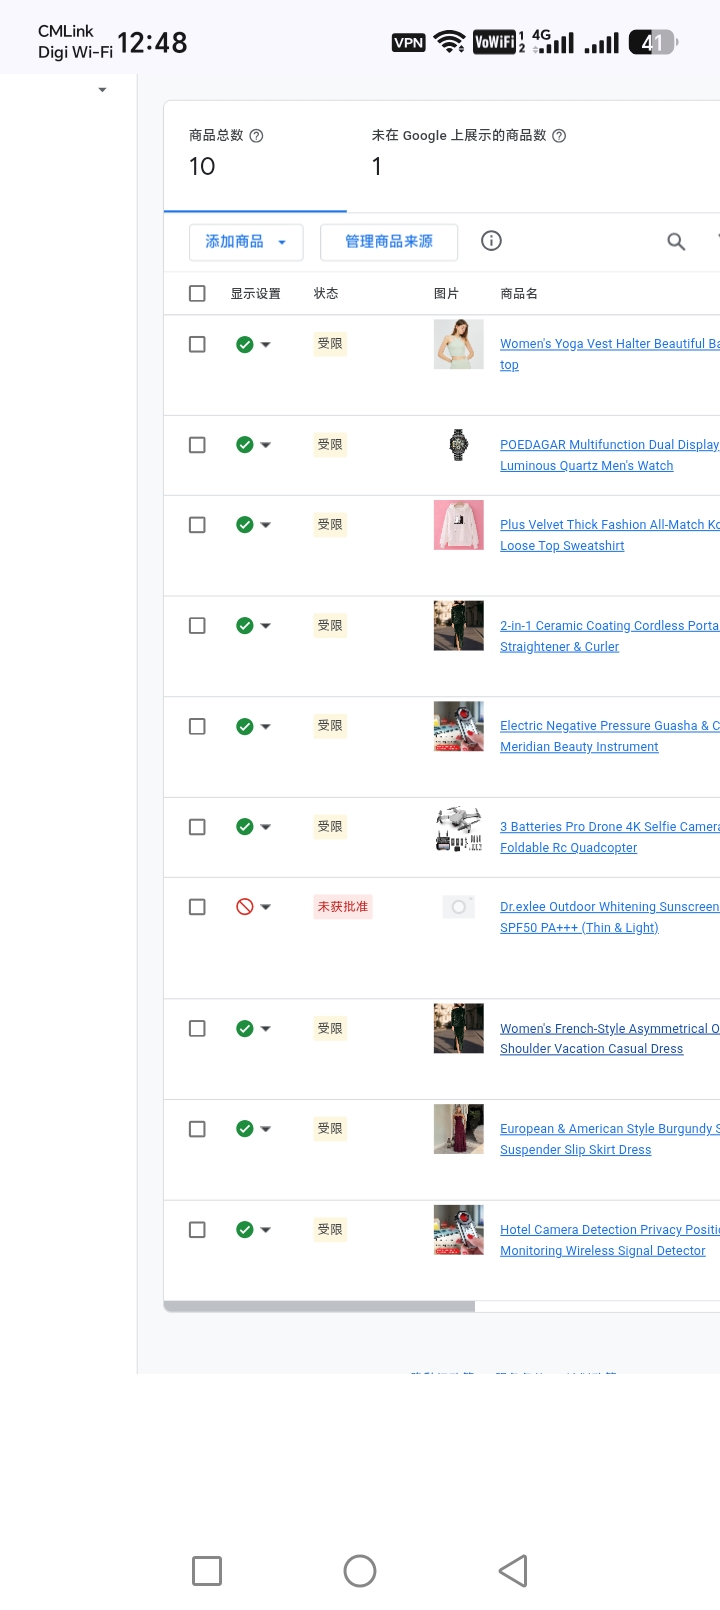 CMLink
Digi Wi-Fi
12:48
VPN
VoWiFi 1 2
4G
41
商品总数
未在 Google 上展示的商品数
10
1
添加商品
管理商品来源
显示设置 状态 图片 商品名
受限
Women's Yoga Vest Halter Beautiful Ba
top
受限
POEDAGAR Multifunction Dual Display
Luminous Quartz Men's Watch
受限
Plus Velvet Thick Fashion All-Match Ko
Loose Top Sweatshirt
受限
2-in-1 Ceramic Coating Cordless Porta
Straightener & Curler
受限
Electric Negative Pressure Guasha & C
Meridian Beauty Instrument
受限
3 Batteries Pro Drone 4K Selfie Camera
Foldable Rc Quadcopter
未获批准
Dr.exlee Outdoor Whitening Sunscreen
SPF50 PA+++ (Thin & Light)
受限
Women's French-Style Asymmetrical O
Shoulder Vacation Casual Dress
受限
European & American Style Burgundy S
Suspender Slip Skirt Dress
受限
Hotel Camera Detection Privacy Positio
Monitoring Wireless Signal Detector